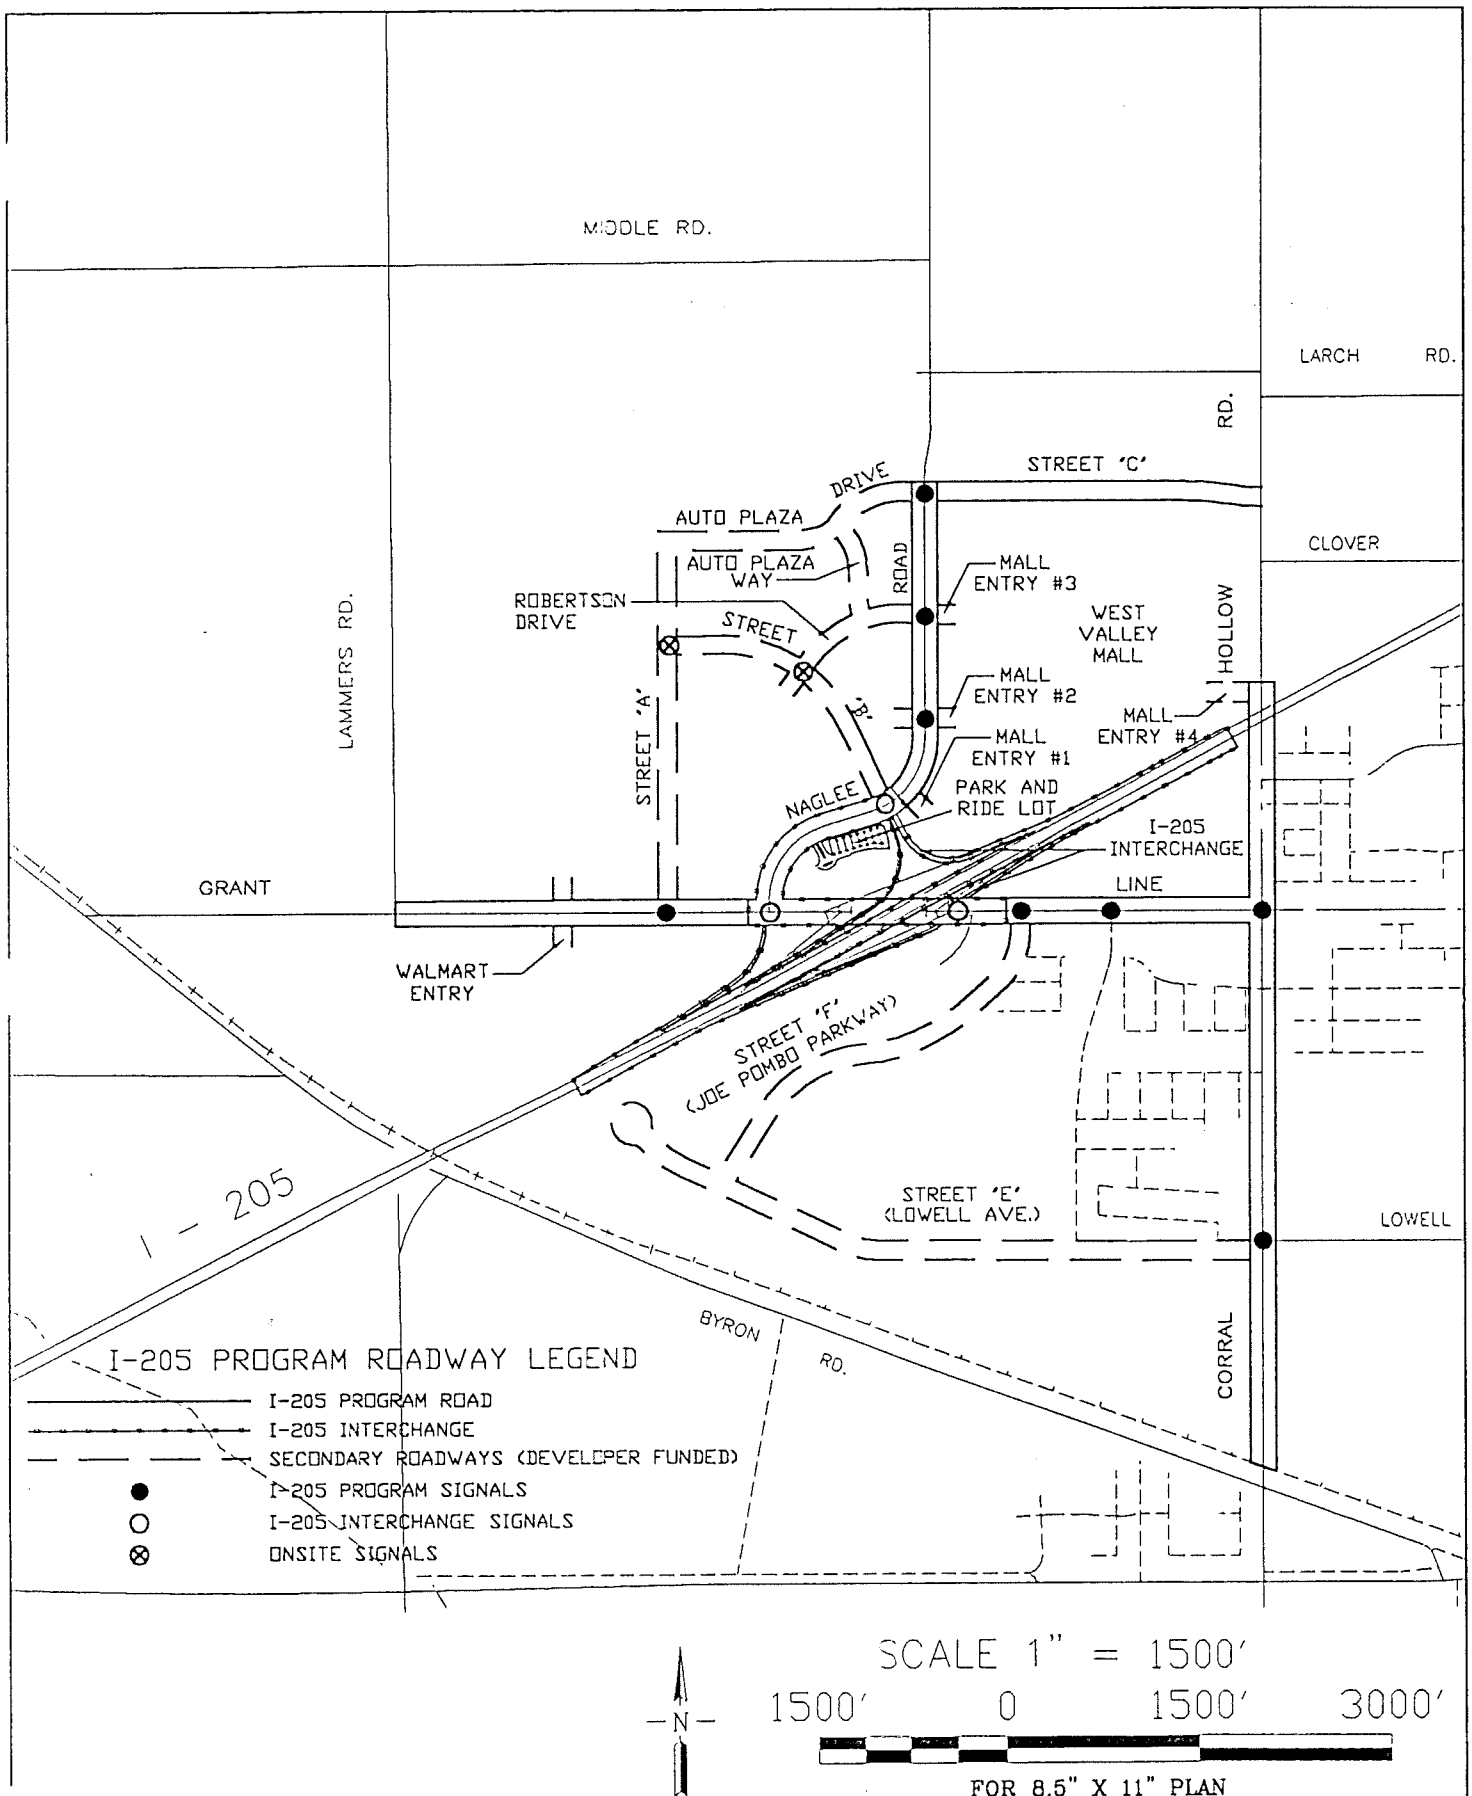 MIDDLE RD.
LARCH RD.
RD.
STREET 'C'
DRIVE
AUTO PLAZA
CLOVER
ROAD
AUTO PLAZA
WAY
MALL
ENTRY #3
ROBERTSON
DRIVE
STREET
WEST
VALLEY
MALL
HOLLOW
LAMMERS RD.
MALL
ENTRY #2
STREET 'A'
'B'
MALL
ENTRY #4
MALL
ENTRY #1
NAGLEE
PARK AND
RIDE LOT
I-205
INTERCHANGE
GRANT
LINE
WALMART
ENTRY
STREET 'F'
(JOE POMBO PARKWAY)
I - 205
STREET 'E'
(LOWELL AVE.)
LOWELL
BYRON RD.
CORRAL
I-205 PROGRAM ROADWAY LEGEND
I-205 PROGRAM ROAD
I-205 INTERCHANGE
SECONDARY ROADWAYS (DEVELOPER FUNDED)
I-205 PROGRAM SIGNALS
I-205 INTERCHANGE SIGNALS
ONSITE SIGNALS
SCALE 1" = 1500'
1500' 0 1500' 3000'
-N-
FOR 8.5" X 11" PLAN